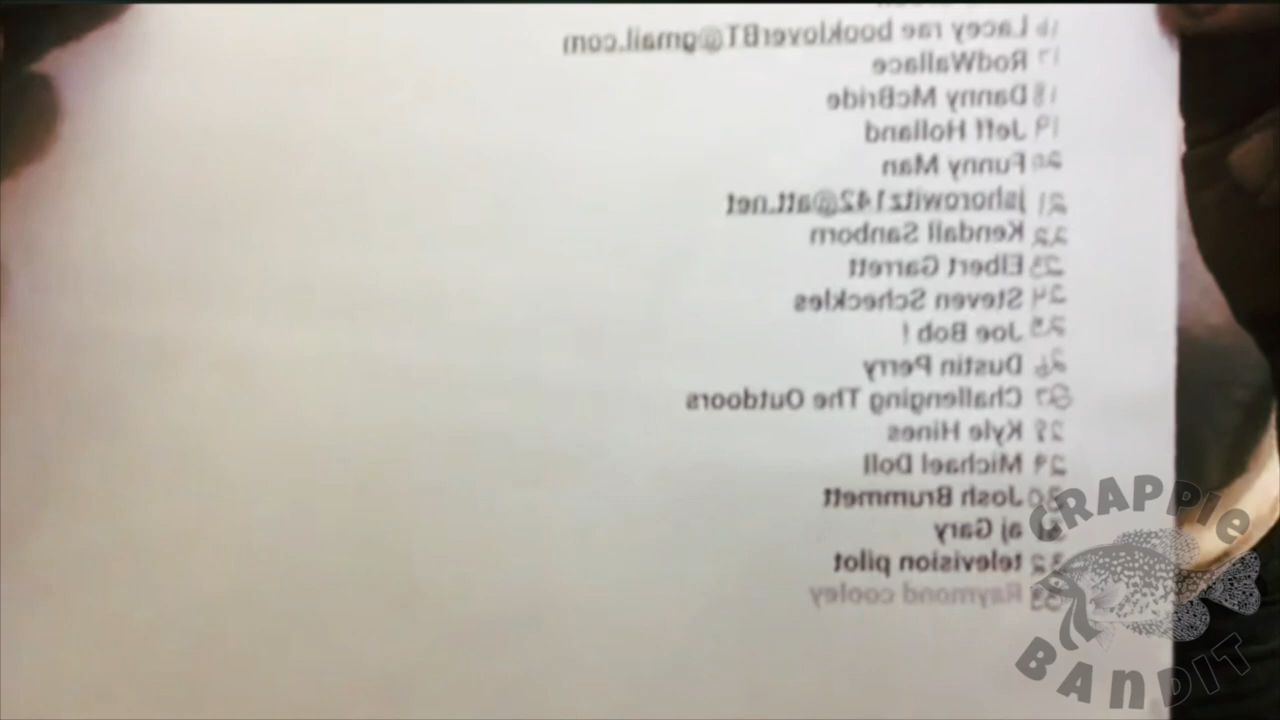 16 Lacey rae bookloverBT@gmail.com
17 RodWallace
18 Danny McBride
19 Jeff Holland
20 Funny Man
21 jshorowitz142@att.net
22 Kendall Sanborn
23 Elbert Garrett
24 Steven Scheckles
25 Joe Bob !
26 Dustin Perry
27 Challenging The Outdoors
28 Kyle Hines
29 Michael Doll
30 Josh Brummett
31 aj Gary
32 television pilot
33 Raymond cooley
CRAPPIE
BANDIT